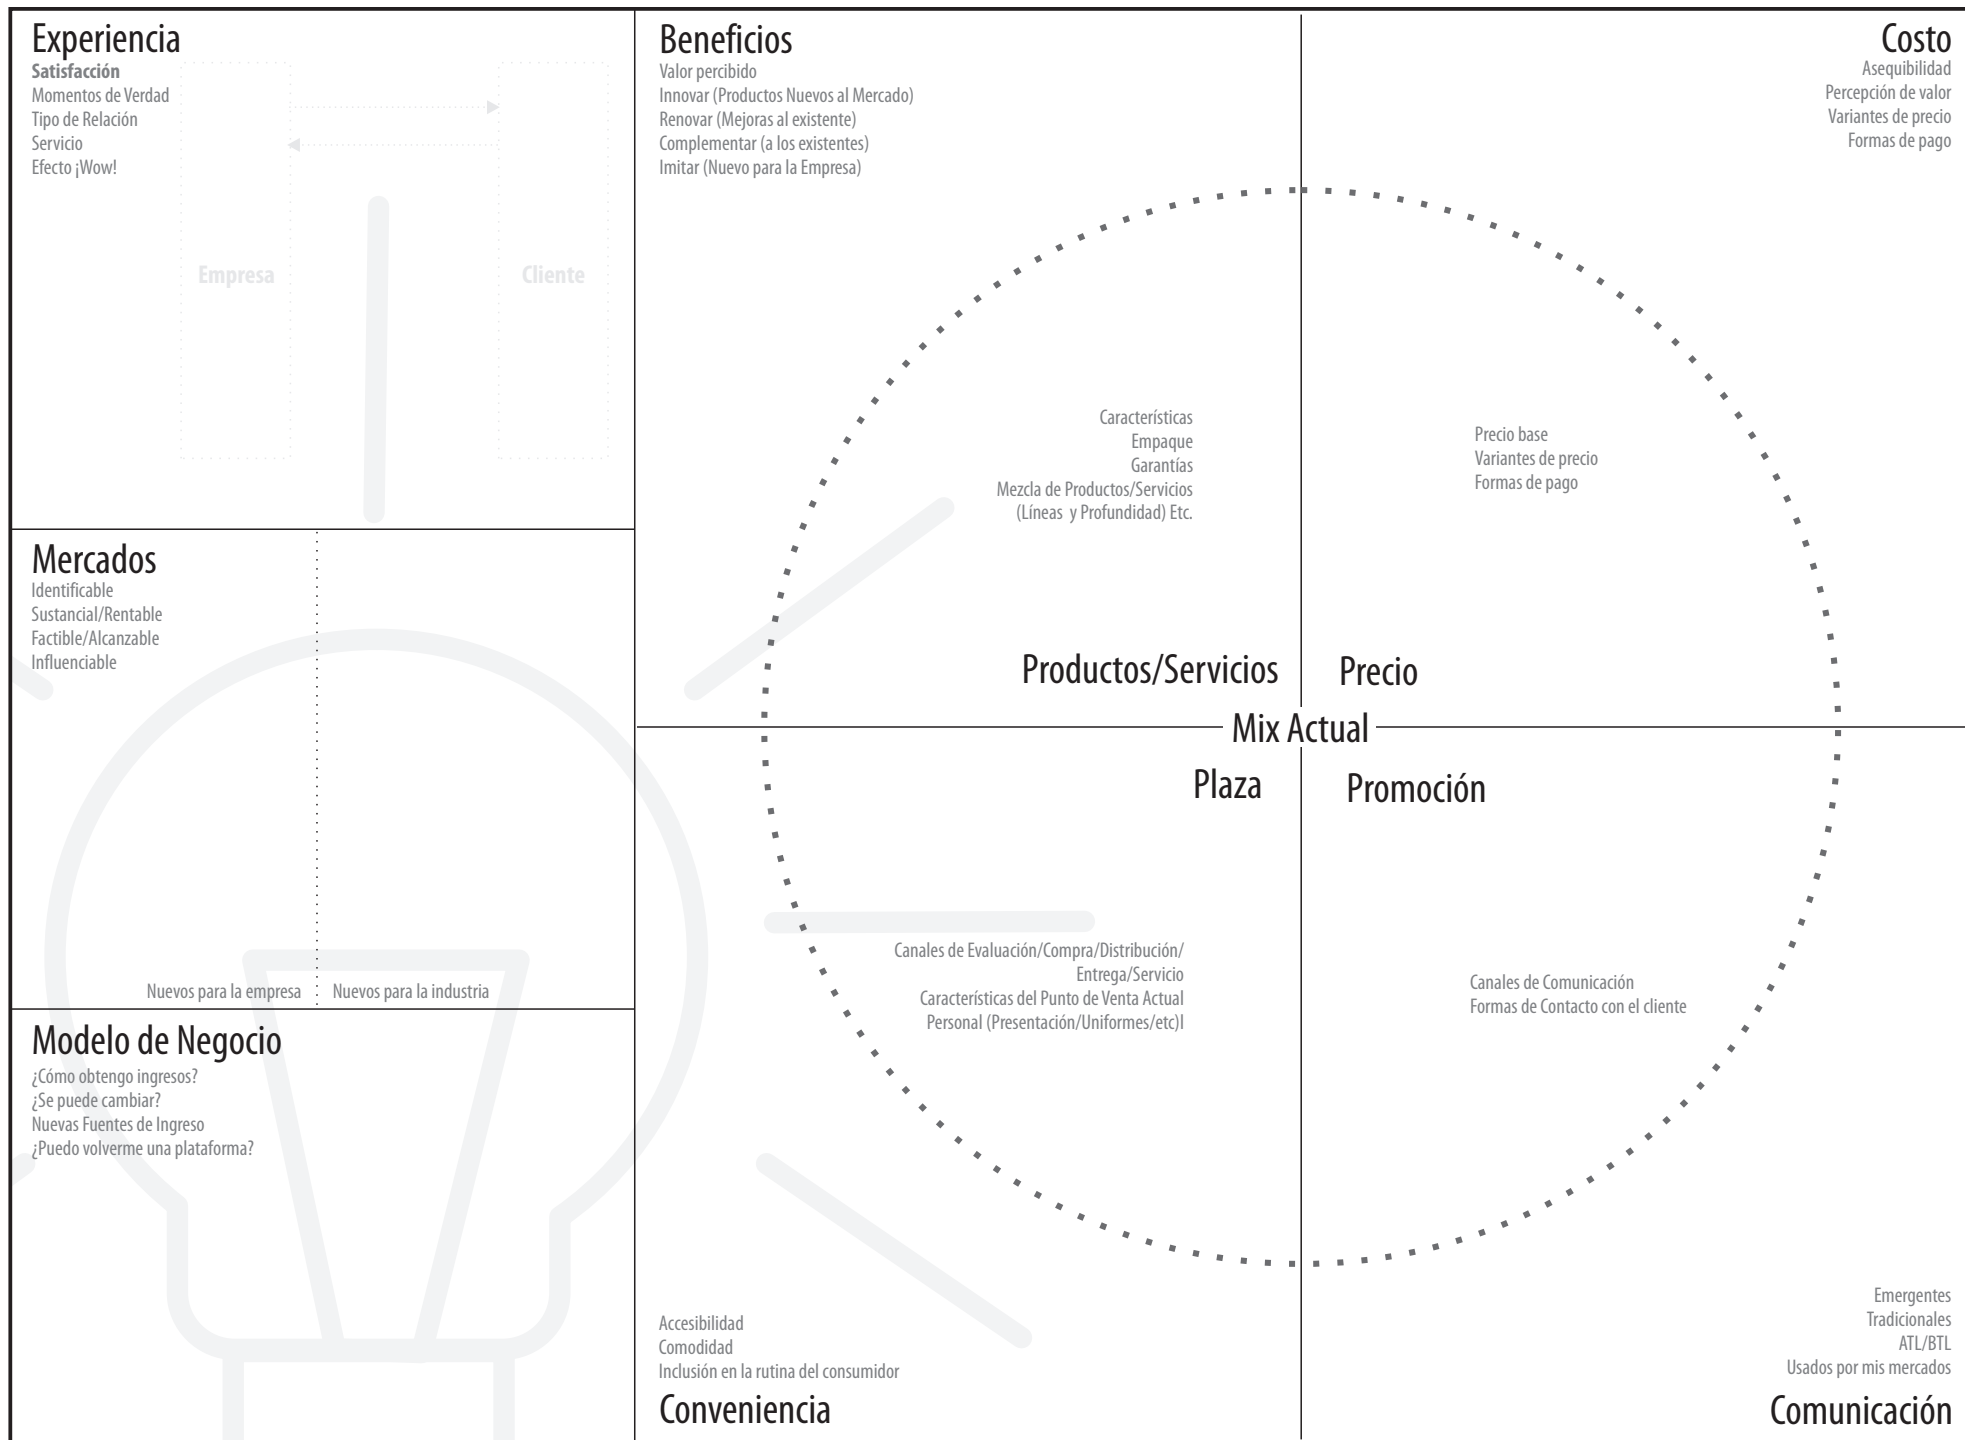 Experiencia
Satisfacción
Momentos de Verdad
Tipo de Relación
Servicio
Efecto ¡Wow!
Empresa
Cliente
Mercados
Identificable
Sustancial/Rentable
Factible/Alcanzable
Influenciable
Nuevos para la empresa
Nuevos para la industria
Modelo de Negocio
¿Cómo obtengo ingresos?
¿Se puede cambiar?
Nuevas Fuentes de Ingreso
¿Puedo volverme una plataforma?
Beneficios
Valor percibido
Innovar (Productos Nuevos al Mercado)
Renovar (Mejoras al existente)
Complementar (a los existentes)
Imitar (Nuevo para la Empresa)
Costo
Asequibilidad
Percepción de valor
Variantes de precio
Formas de pago
Características
Empaque
Garantías
Mezcla de Productos/Servicios
(Líneas y Profundidad) Etc.
Precio base
Variantes de precio
Formas de pago
Productos/Servicios
Precio
Mix Actual
Plaza
Promoción
Canales de Evaluación/Compra/Distribución/
Entrega/Servicio
Características del Punto de Venta Actual
Personal (Presentación/Uniformes/etc)l
Canales de Comunicación
Formas de Contacto con el cliente
Accesibilidad
Comodidad
Inclusión en la rutina del consumidor
Conveniencia
Emergentes
Tradicionales
ATL/BTL
Usados por mis mercados
Comunicación